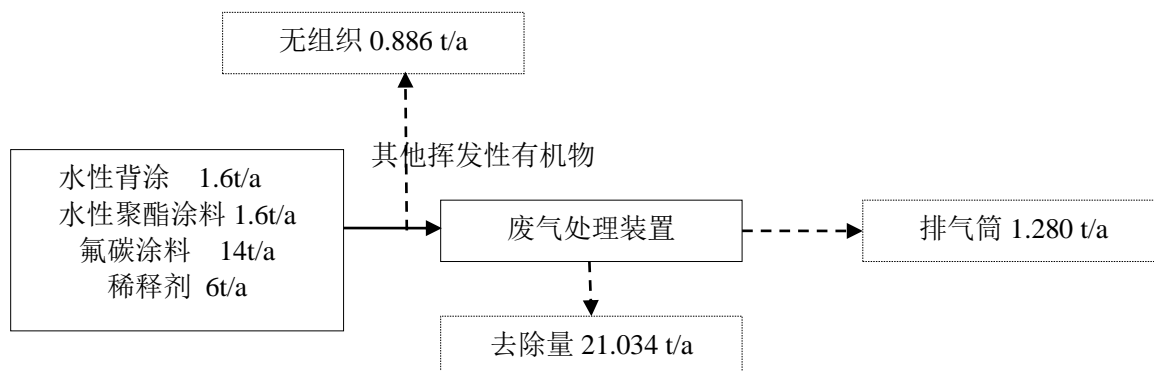 无组织 0.886 t/a
其他挥发性有机物
水性背涂 1.6t/a
水性聚酯涂料 1.6t/a
氟碳涂料 14t/a
稀释剂 6t/a
废气处理装置
排气筒 1.280 t/a
去除量 21.034 t/a